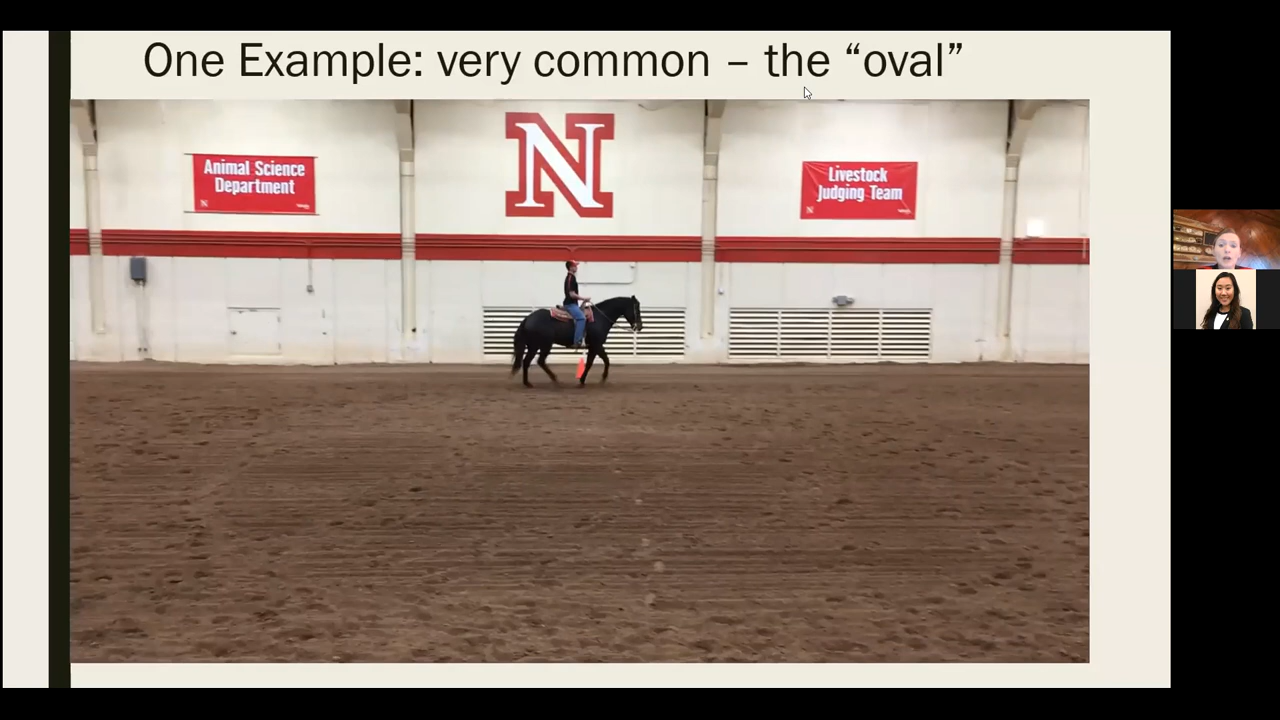 One Example: very common – the “oval”
Animal Science
Department
N
Livestock
Judging Team